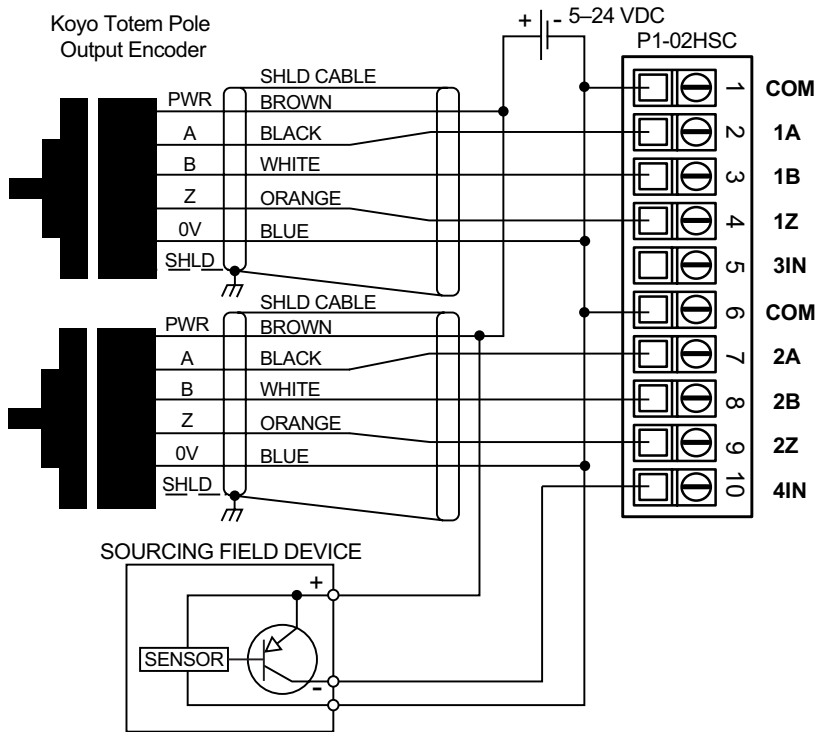 Koyo Totem Pole
Output Encoder
+ - 5–24 VDC
P1-02HSC
SHLD CABLE
PWR BROWN
A BLACK
B WHITE
Z ORANGE
0V BLUE
SHLD
SHLD CABLE
PWR BROWN
A BLACK
B WHITE
Z ORANGE
0V BLUE
SHLD
1 COM
2 1A
3 1B
4 1Z
5 3IN
6 COM
7 2A
8 2B
9 2Z
10 4IN
SOURCING FIELD DEVICE
+
SENSOR
-